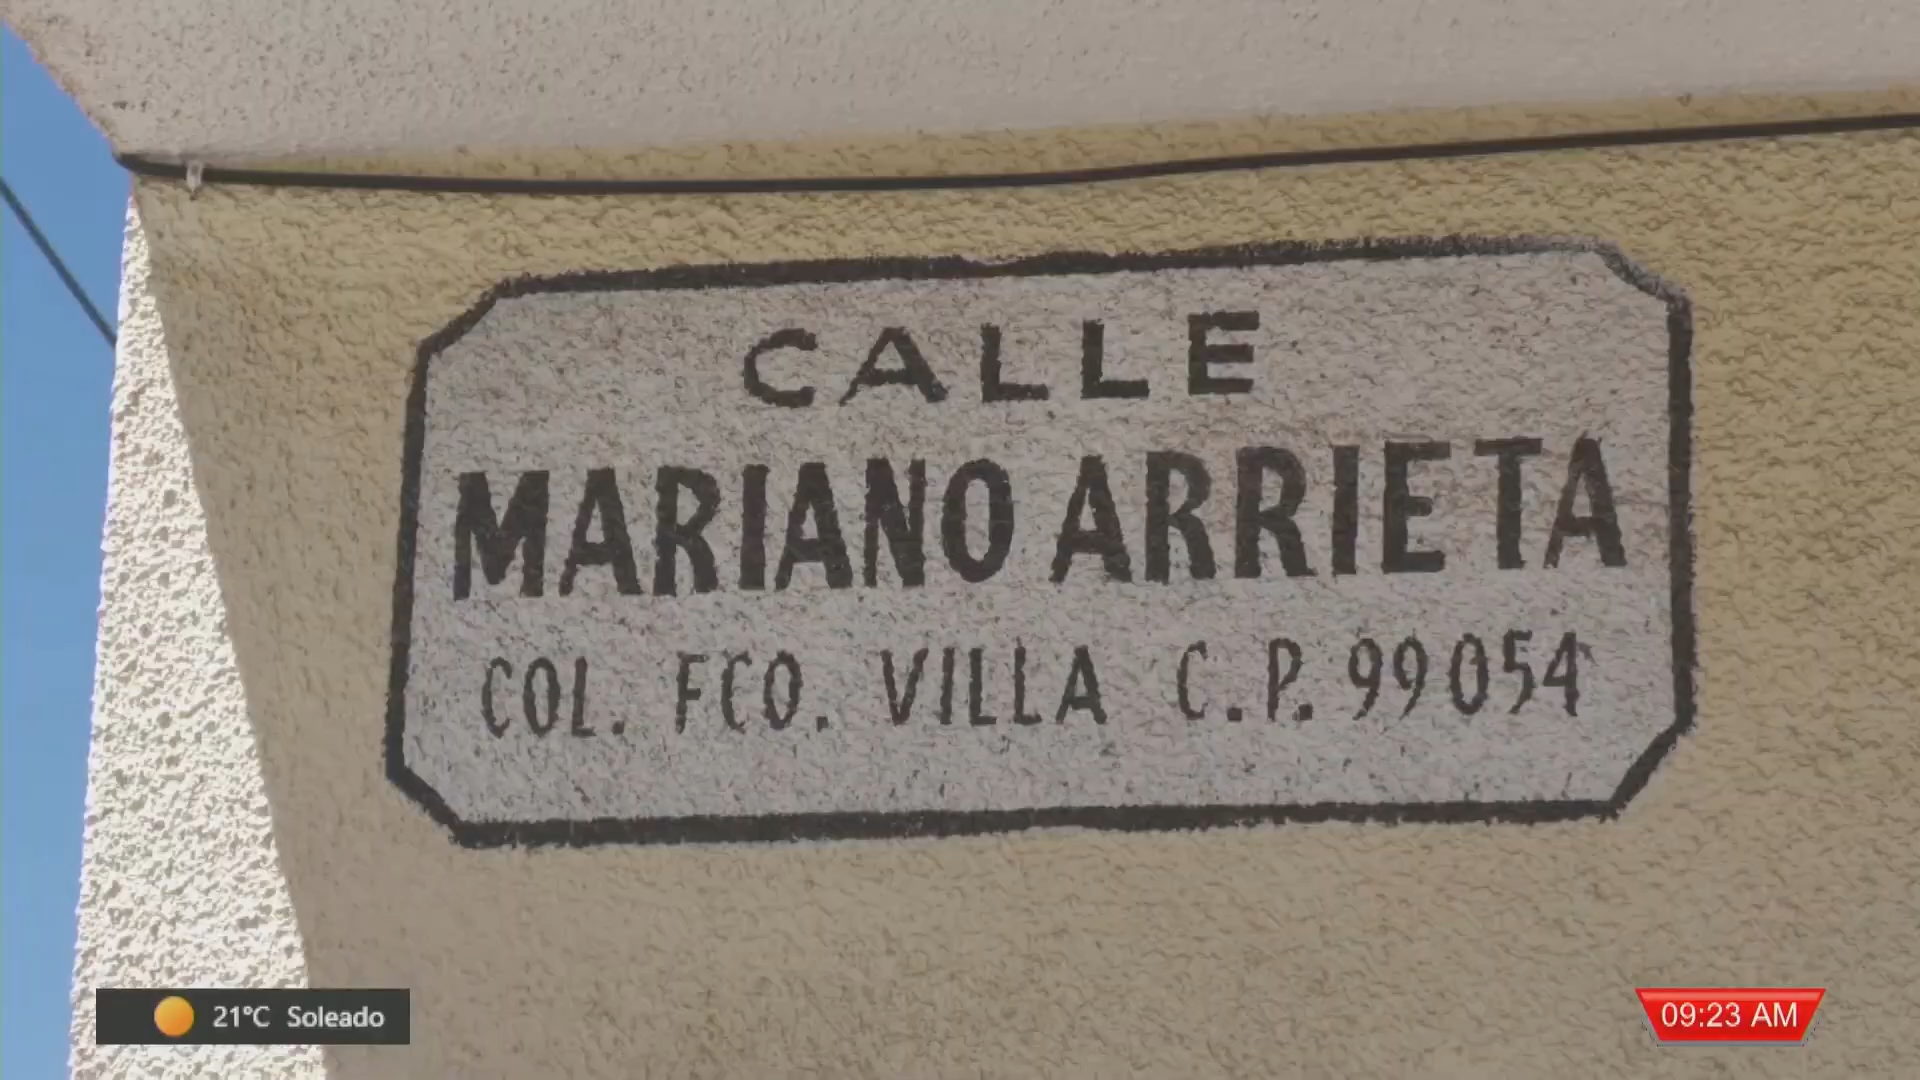 CALLE
MARIANO ARRIETA
COL. FCO. VILLA C.P. 99054
21°C Soleado
09:23 AM